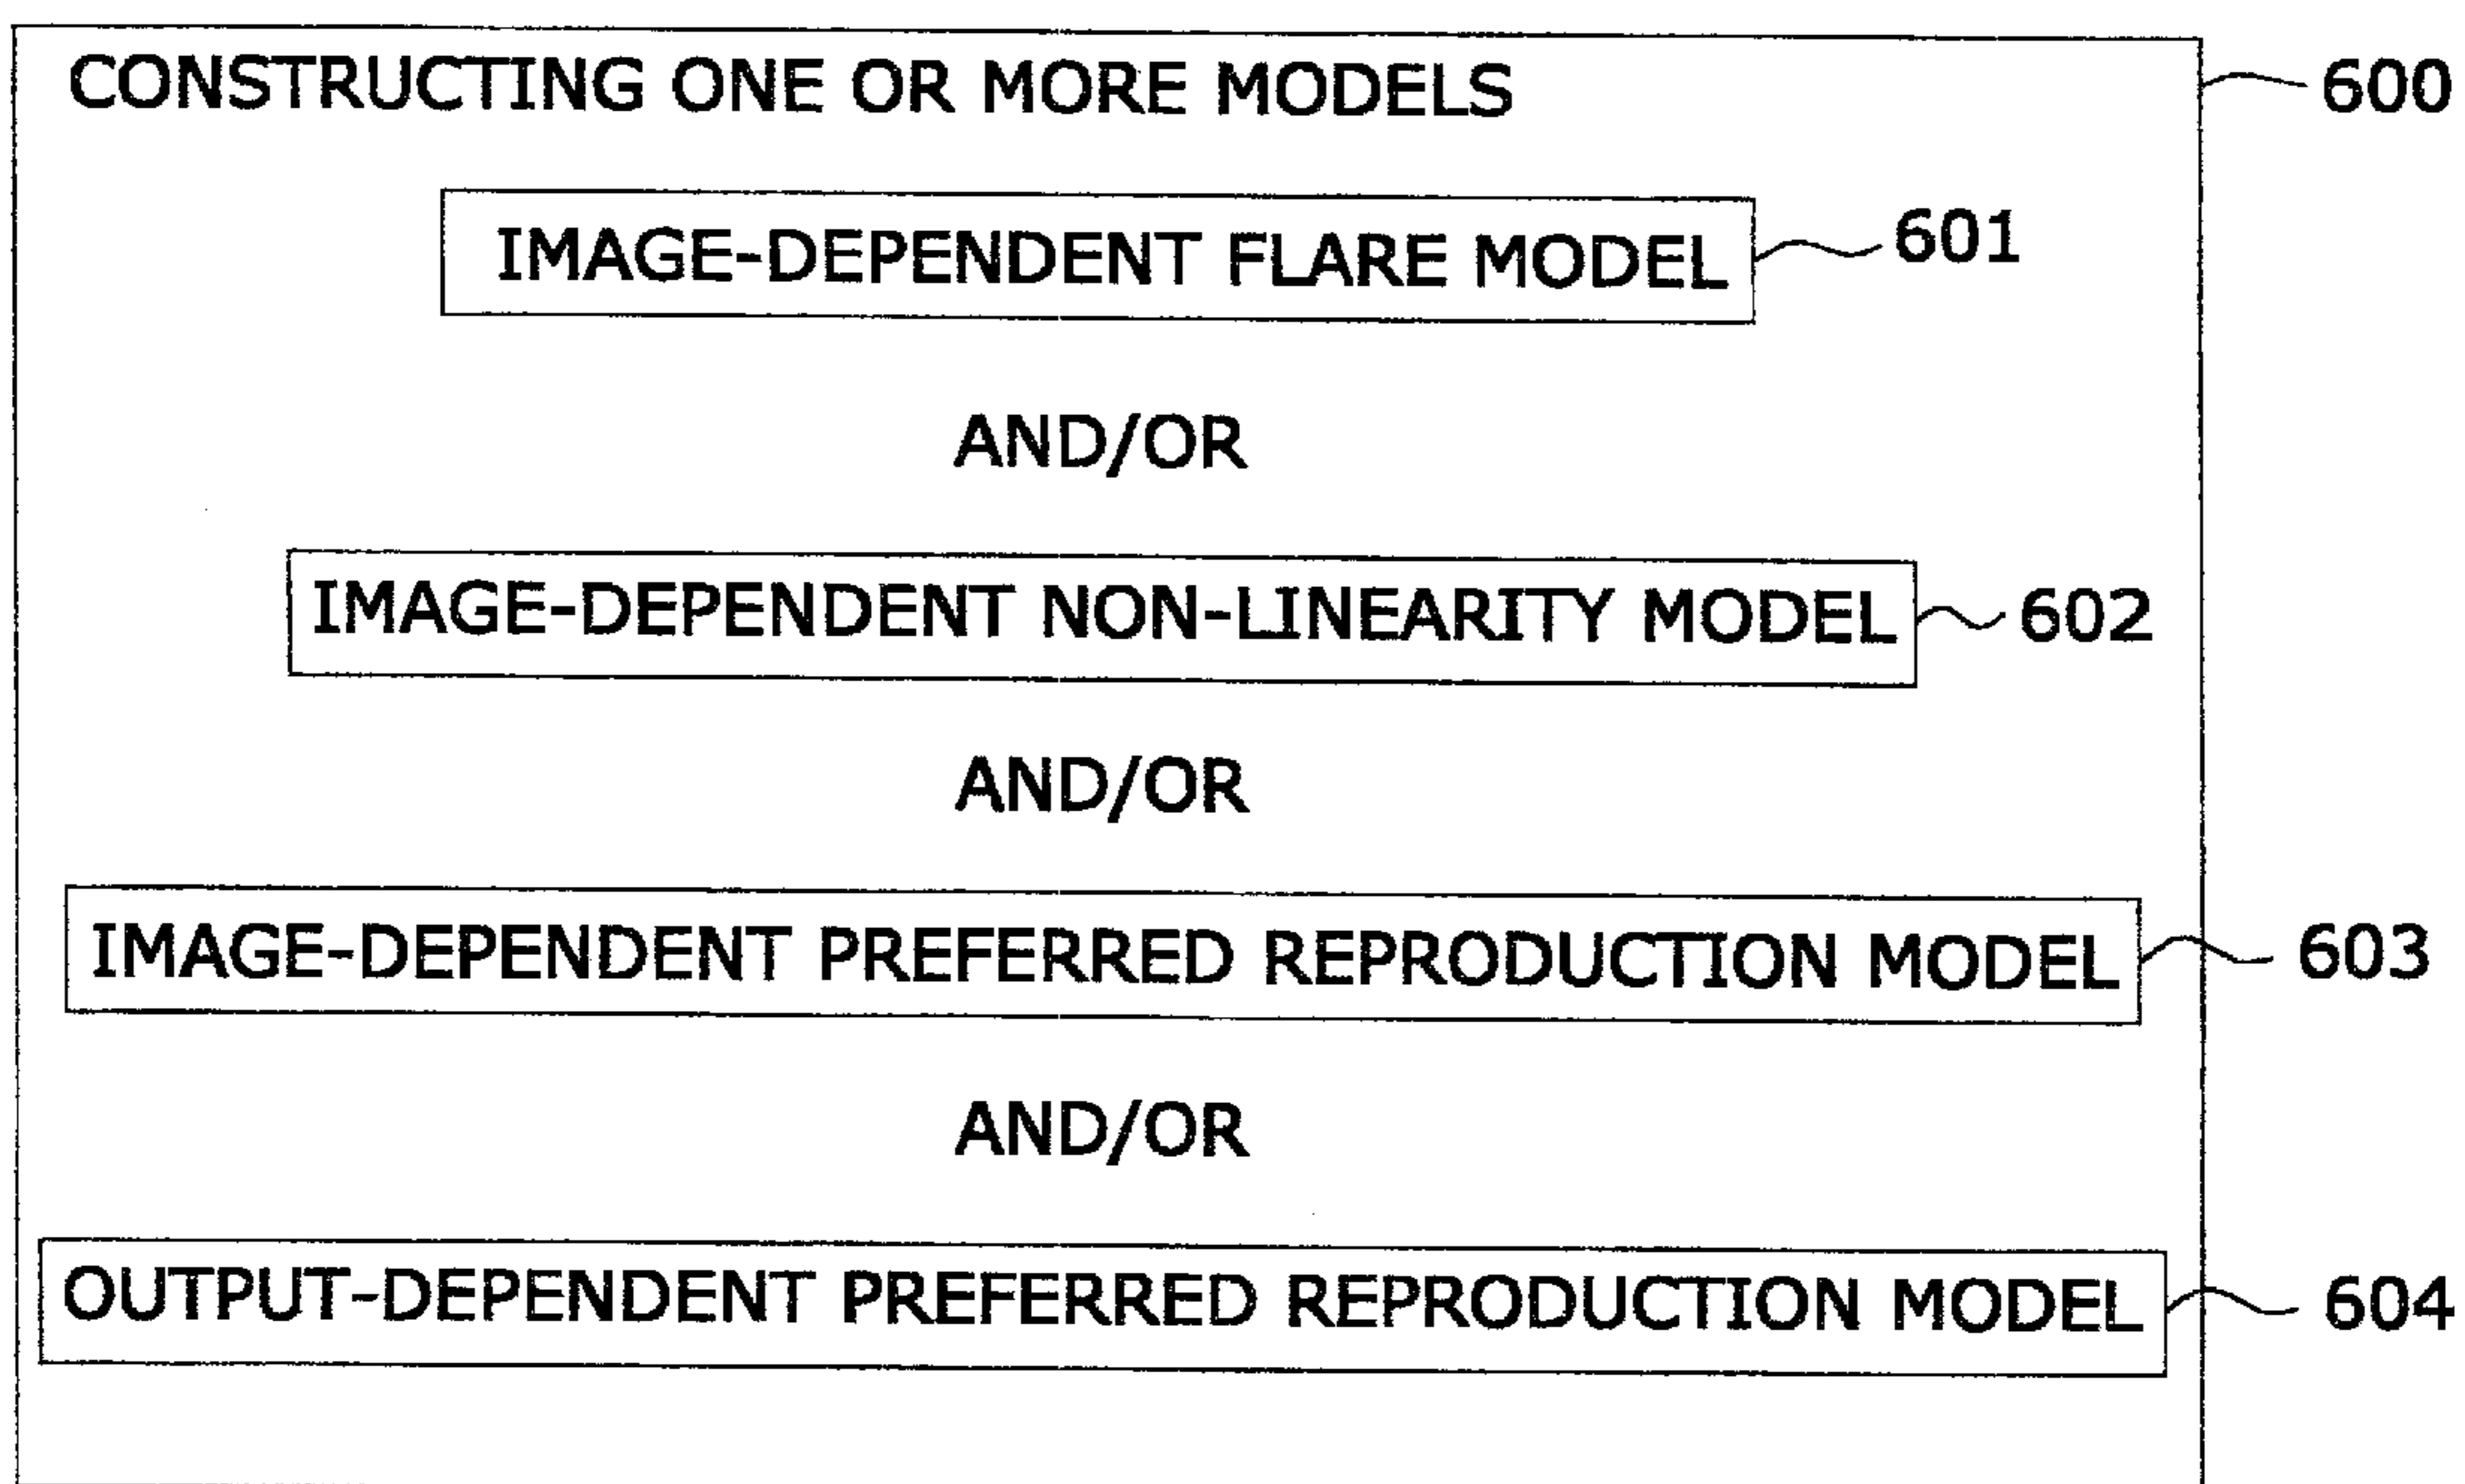 CONSTRUCTING ONE OR MORE MODELS 600
IMAGE-DEPENDENT FLARE MODEL 601
AND/OR
IMAGE-DEPENDENT NON-LINEARITY MODEL 602
AND/OR
IMAGE-DEPENDENT PREFERRED REPRODUCTION MODEL 603
AND/OR
OUTPUT-DEPENDENT PREFERRED REPRODUCTION MODEL 604